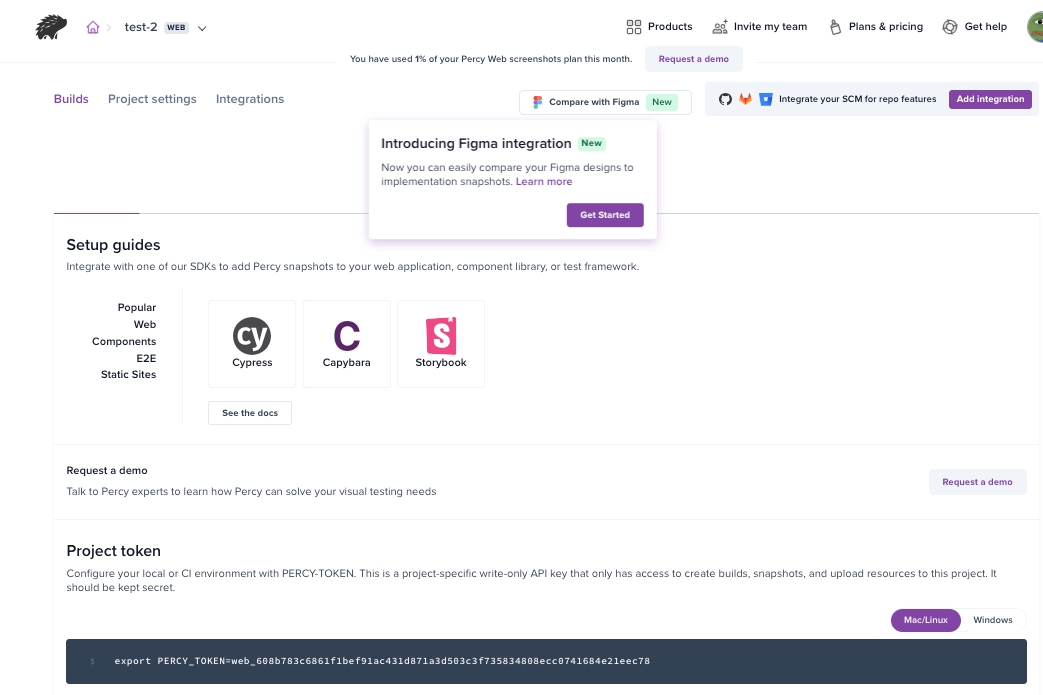 test-2 WEB
Products
Invite my team
Plans & pricing
Get help
You have used 1% of your Percy Web screenshots plan this month.
Request a demo
Builds
Project settings
Integrations
Compare with Figma New
Integrate your SCM for repo features
Add integration
Introducing Figma integration New
Now you can easily compare your Figma designs to
implementation snapshots. Learn more
Get Started
Setup guides
Integrate with one of our SDKs to add Percy snapshots to your web application, component library, or test framework.
Popular
Web
Components
E2E
Static Sites
cy
Cypress
C
Capybara
S
Storybook
See the docs
Request a demo
Talk to Percy experts to learn how Percy can solve your visual testing needs
Request a demo
Project token
Configure your local or CI environment with PERCY-TOKEN. This is a project-specific write-only API key that only has access to create builds, snapshots, and upload resources to this project. It
should be kept secret.
Mac/Linux
Windows
$ export PERCY_TOKEN=web_608b783c6861f1bef91ac431d871a3d503c3f735834808ecc0741684e21eec78